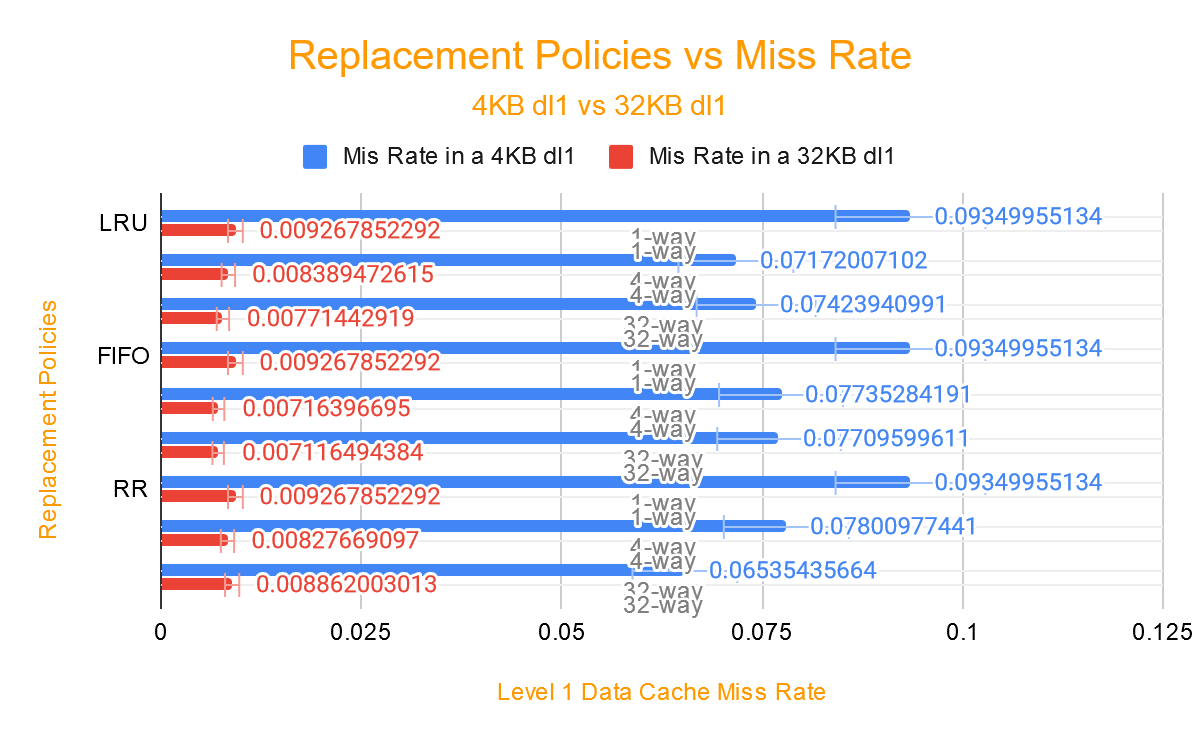 Replacement Policies vs Miss Rate
4KB dl1 vs 32KB dl1
Mis Rate in a 4KB dl1 Mis Rate in a 32KB dl1
Replacement Policies
LRU
0.09349955134
0.009267852292
1-way
1-way
0.07172007102
0.008389472615
4-way
4-way
0.07423940991
0.00771442919
32-way
32-way
FIFO
0.09349955134
0.009267852292
1-way
1-way
0.07735284191
0.00716396695
4-way
4-way
0.07709599611
0.007116494384
32-way
32-way
RR
0.09349955134
0.009267852292
1-way
1-way
0.07800977441
0.00827669097
4-way
4-way
0.06535435664
0.008862003013
32-way
32-way
0 0.025 0.05 0.075 0.1 0.125
Level 1 Data Cache Miss Rate